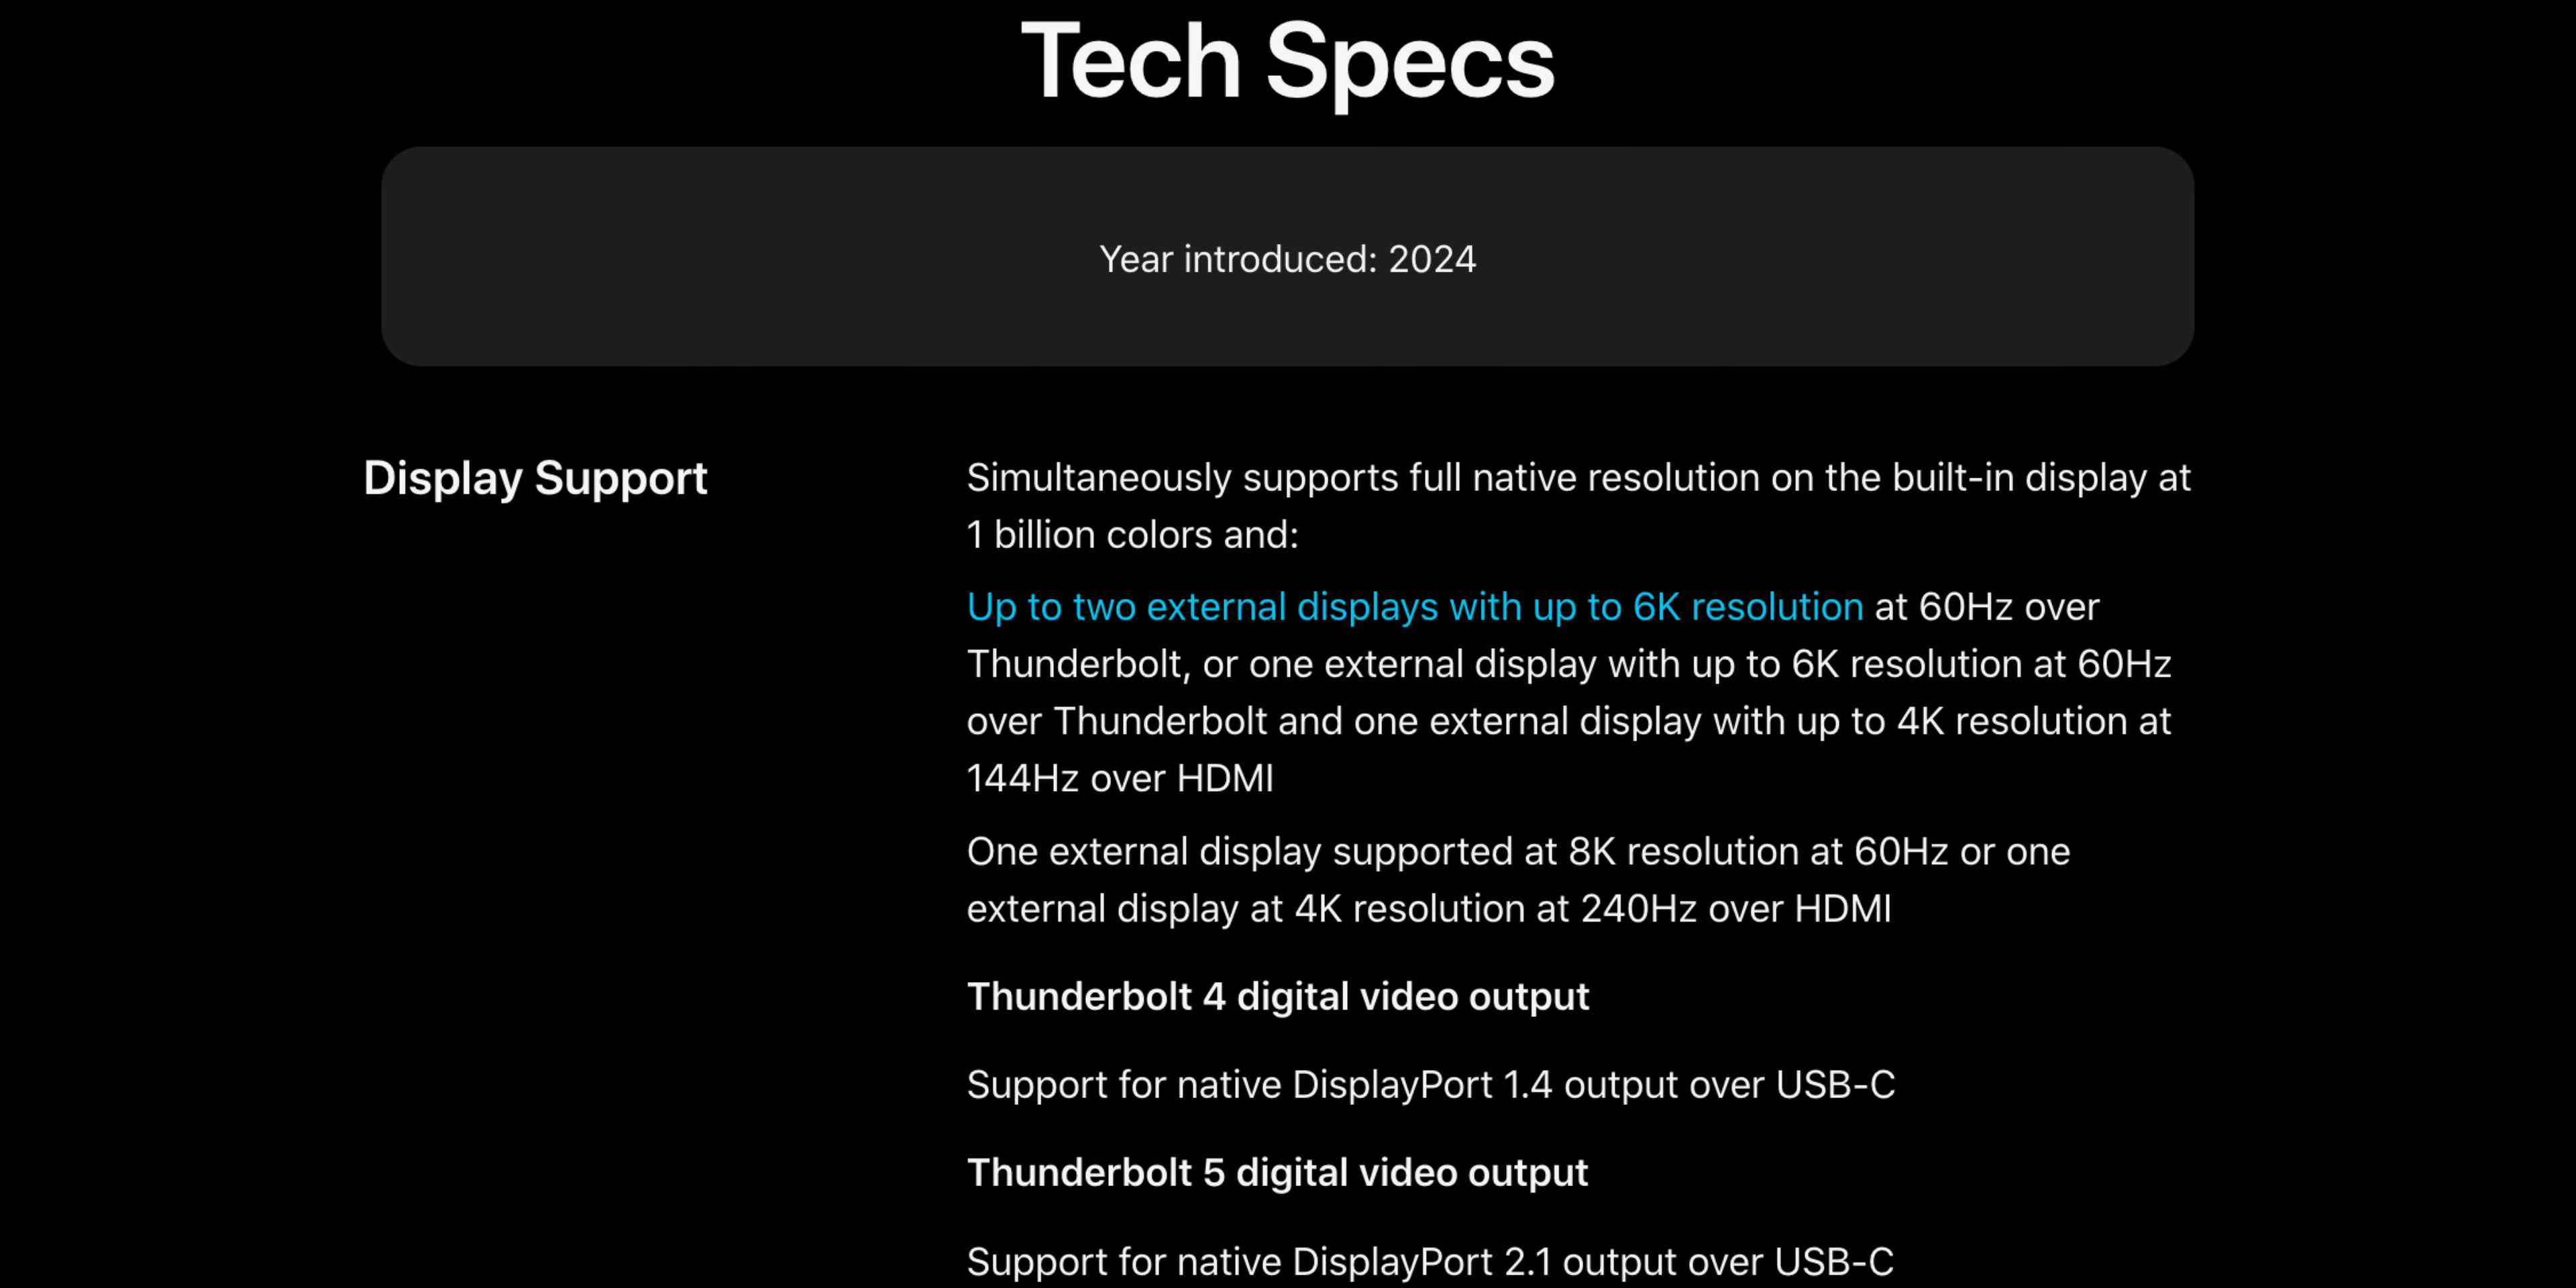 Tech Specs
Year introduced: 2024
Display Support
Simultaneously supports full native resolution on the built-in display at
1 billion colors and:
Up to two external displays with up to 6K resolution at 60Hz over
Thunderbolt, or one external display with up to 6K resolution at 60Hz
over Thunderbolt and one external display with up to 4K resolution at
144Hz over HDMI
One external display supported at 8K resolution at 60Hz or one
external display at 4K resolution at 240Hz over HDMI
Thunderbolt 4 digital video output
Support for native DisplayPort 1.4 output over USB-C
Thunderbolt 5 digital video output
Support for native DisplayPort 2.1 output over USB-C